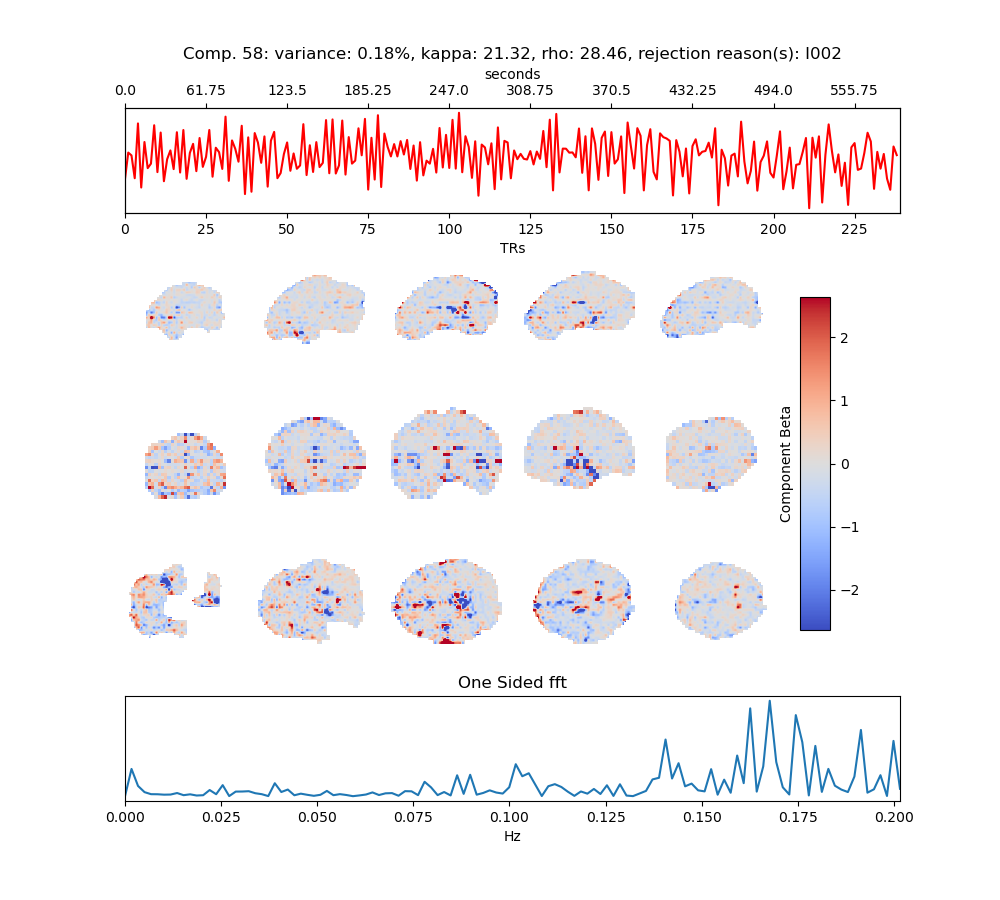 Comp. 58: variance: 0.18%, kappa: 21.32, rho: 28.46, rejection reason(s): I002
seconds
0.0 61.75 123.5 185.25 247.0 308.75 370.5 432.25 494.0 555.75
0 25 50 75 100 125 150 175 200 225
TRs
2
1
0
−1
−2
Component Beta
One Sided fft
0.000 0.025 0.050 0.075 0.100 0.125 0.150 0.175 0.200
Hz